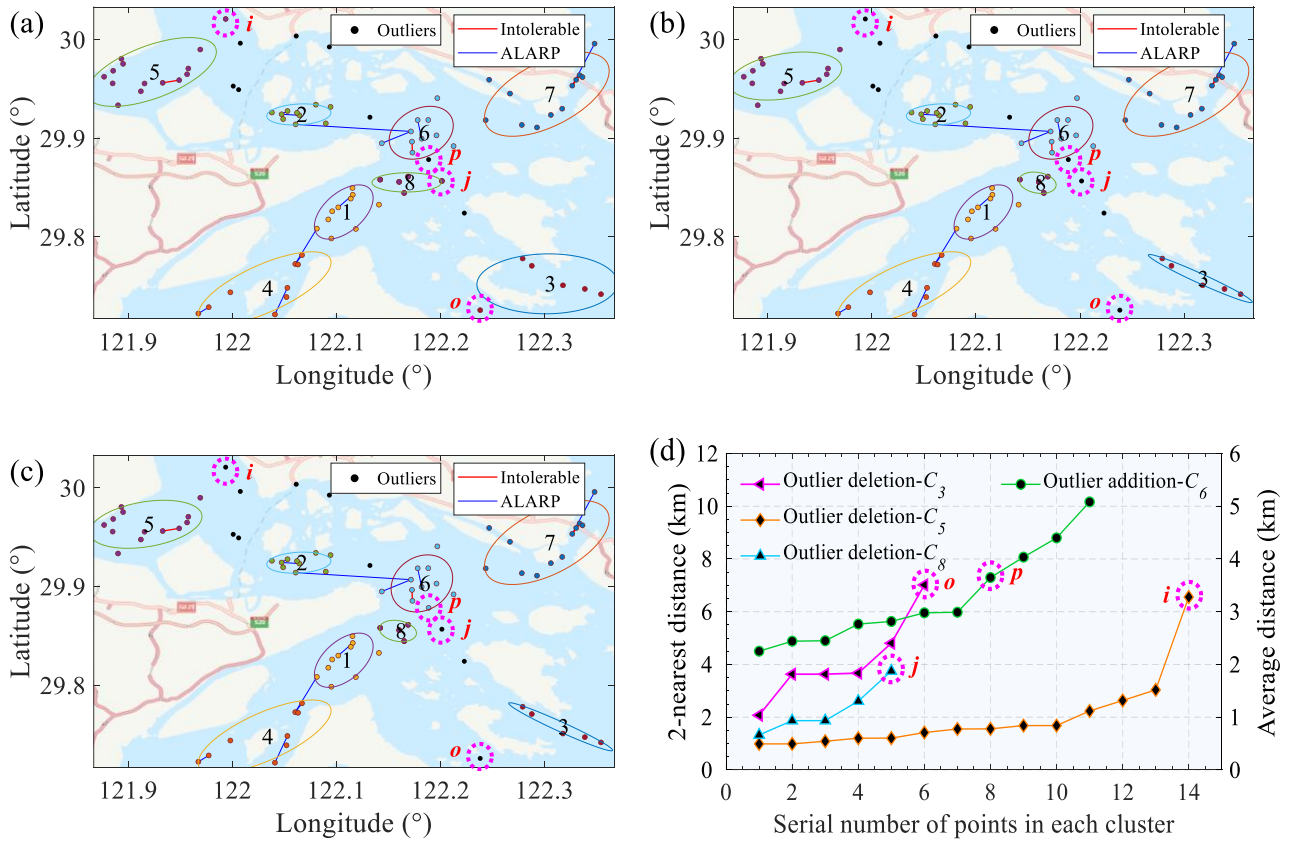 (a)
i
Outliers
Intolerable
ALARP
30
29.9
29.8
Latitude (°)
5
2
7
6
p
j
8
1
3
4
o
S20
121.9
122
122.1
122.2
122.3
Longitude (°)
(b)
i
Outliers
Intolerable
ALARP
30
29.9
29.8
Latitude (°)
5
2
7
6
p
j
8
1
3
4
o
S20
121.9
122
122.1
122.2
122.3
Longitude (°)
(c)
i
Outliers
Intolerable
ALARP
30
29.9
29.8
Latitude (°)
5
2
7
6
p
j
8
1
3
4
o
121.9
122
122.1
122.2
122.3
Longitude (°)
(d)
12
10
8
6
4
2
0
2-nearest distance (km)
Outlier deletion-C3
Outlier addition-C6
Outlier deletion-C5
Outlier deletion-C8
o
p
i
j
6
5
4
3
2
1
0
Average distance (km)
0
2
4
6
8
10
12
14
Serial number of points in each cluster